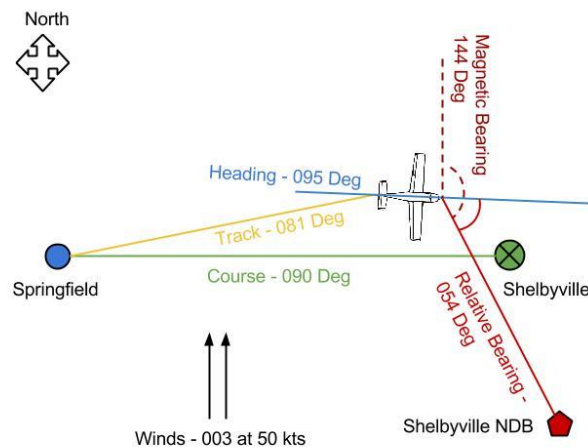 North
Magnetic Bearing
144 Deg
Heading - 095 Deg
Track - 081 Deg
Course - 090 Deg
Springfield
Shelbyville
Relative Bearing -
054 Deg
Winds - 003 at 50 kts
Shelbyville NDB